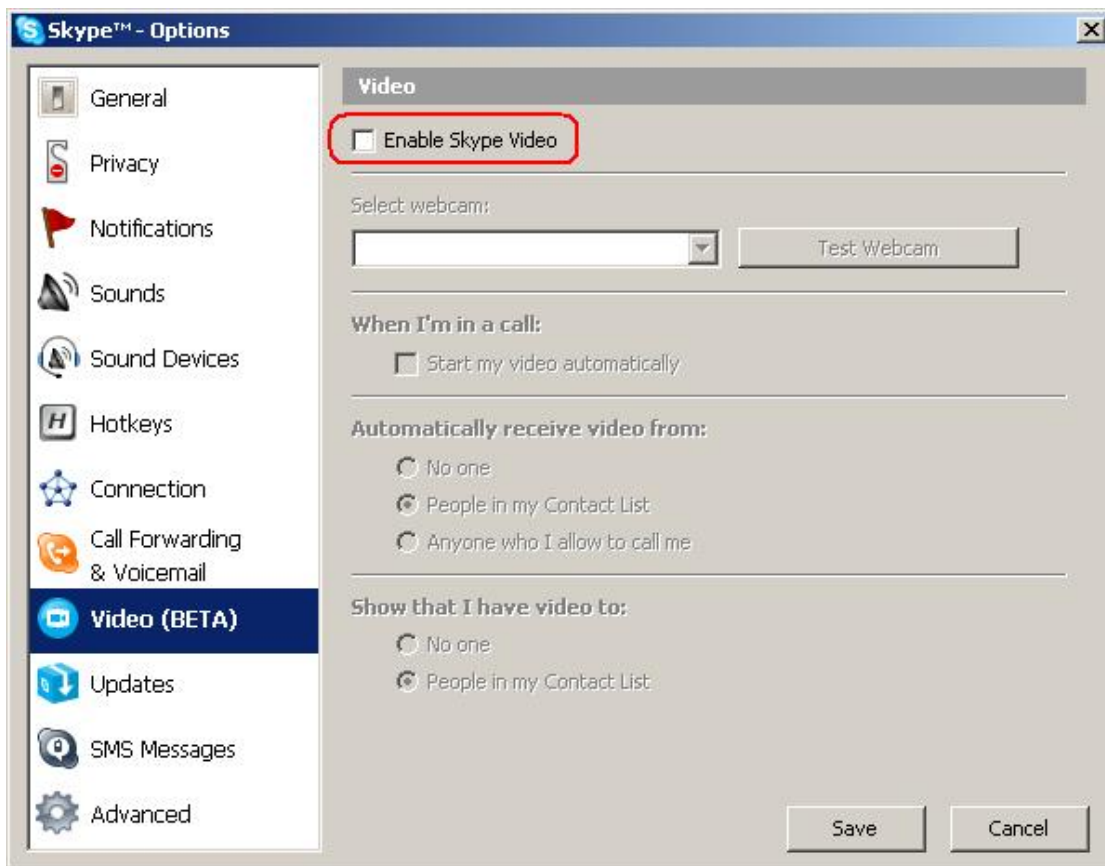 Skype™ - Options
General
Privacy
Notifications
Sounds
Sound Devices
H
Hotkeys
Connection
Call Forwarding
& Voicemail
Video (BETA)
Updates
SMS Messages
Advanced
Video
Enable Skype Video
Select webcam:
Test Webcam
When I'm in a call:
Start my video automatically
Automatically receive video from:
No one
People in my Contact List
Anyone who I allow to call me
Show that I have video to:
No one
People in my Contact List
Save Cancel